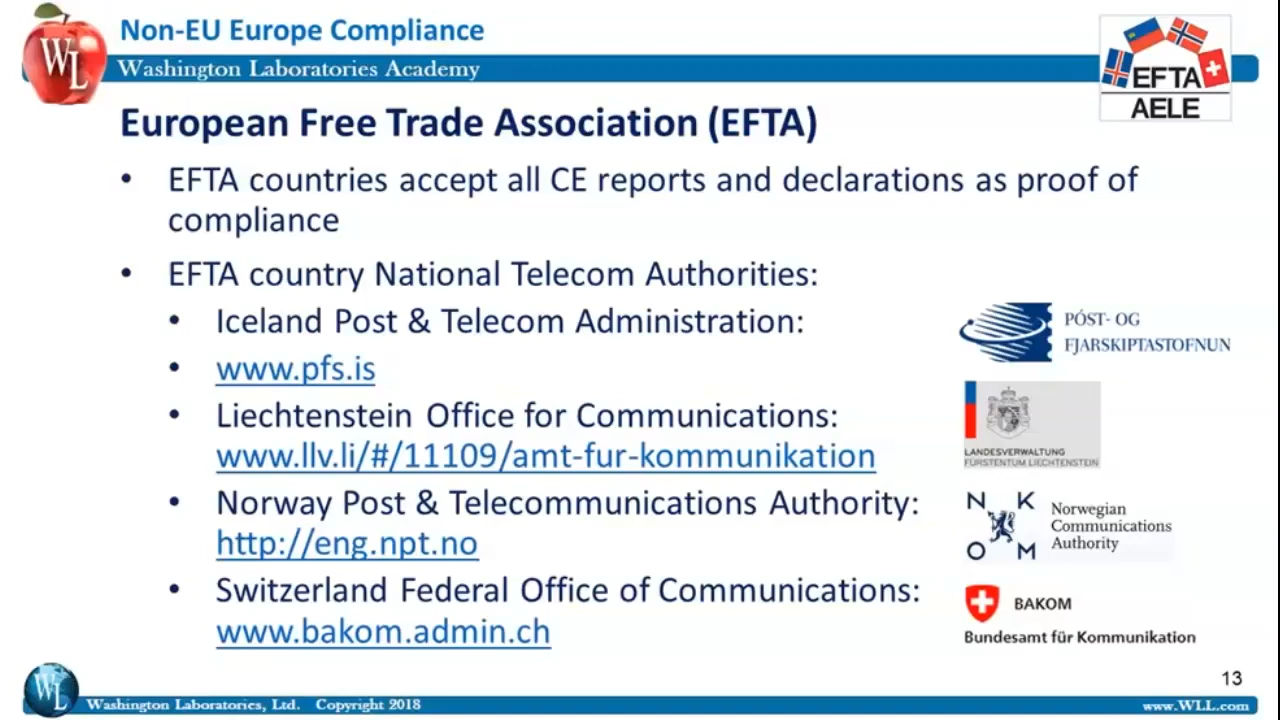 Non-EU Europe Compliance
WL
Washington Laboratories Academy
EFTA
AELE
European Free Trade Association (EFTA)
• EFTA countries accept all CE reports and declarations as proof of
compliance
• EFTA country National Telecom Authorities:
• Iceland Post & Telecom Administration:
• www.pfs.is
PÓST- OG
FJARSKIPTASTOFNUN
• Liechtenstein Office for Communications:
www.llv.li/#/11109/amt-fur-kommunikation
LANDESVERWALTUNG
FÜRSTENTUM LIECHTENSTEIN
• Norway Post & Telecommunications Authority:
http://eng.npt.no
N K
O M
Norwegian
Communications
Authority
• Switzerland Federal Office of Communications:
www.bakom.admin.ch
BAKOM
Bundesamt für Kommunikation
13
WL
Washington Laboratories, Ltd. Copyright 2018
www.WLL.com